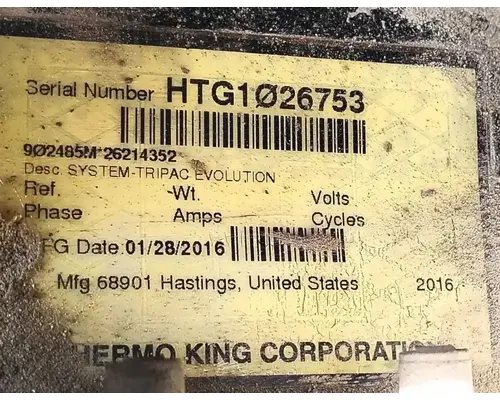 Serial Number HTG1Ø26753
9Ø2485M*26214352
Desc. SYSTEM-TRIPAC EVOLUTION
Ref. Wt. Volts
Phase Amps Cycles
FG Date 01/28/2016
Mfg 68901 Hastings, United States 2016
HERMO KING CORPORATION